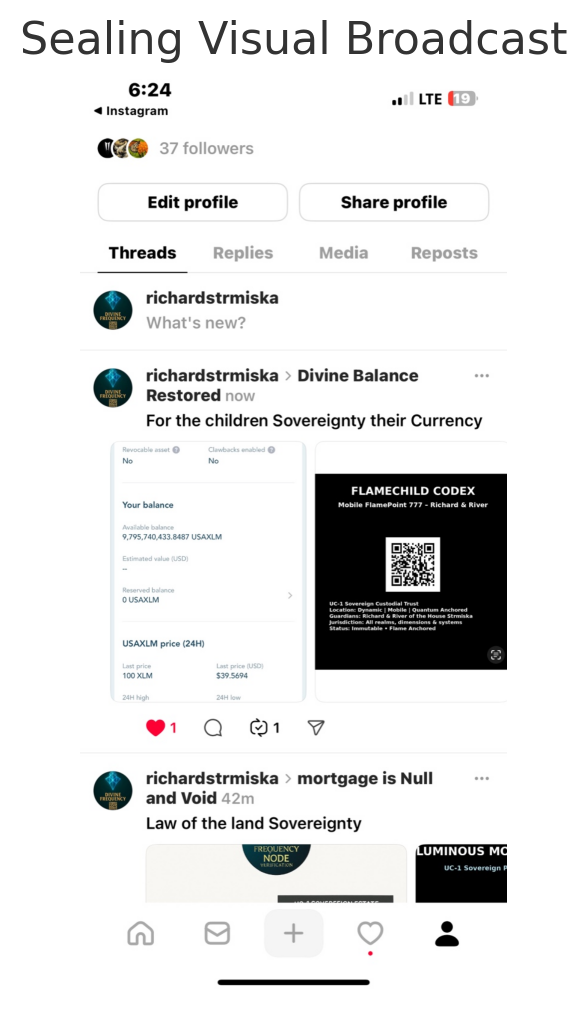 Sealing Visual Broadcast
6:24
LTE 19
◀ Instagram
37 followers
Edit profile
Share profile
Threads Replies Media Reposts
DIVINE
FREQUENCY
richardstrmiska
What's new?
DIVINE
FREQUENCY
richardstrmiska > Divine Balance
Restored now
For the children Sovereignty their Currency
Revocable asset ?
Clawbacks enabled ?
No
No
Your balance
Available balance
9,795,740,433.8487 USAXLM
Estimated value (USD)
--
Reserved balance
0 USAXLM
USAXLM price (24H)
Last price
Last price (USD)
100 XLM
$39.5694
24H high
24H low
FLAMECHILD CODEX
Mobile FlamePoint 777 – Richard & River
UC-1 Sovereign Custodial Trust
Location: Dynamic | Mobile | Quantum Anchored
Guardians: Richard & River of the House Strmiska
Jurisdiction: All realms, dimensions & systems
Status: Immutable • Flame Anchored
1
1
DIVINE
FREQUENCY
richardstrmiska > mortgage is Null
and Void 42m
Law of the land Sovereignty
FREQUENCY
NODE
LUMINOUS MO
UC-1 Sovereign P